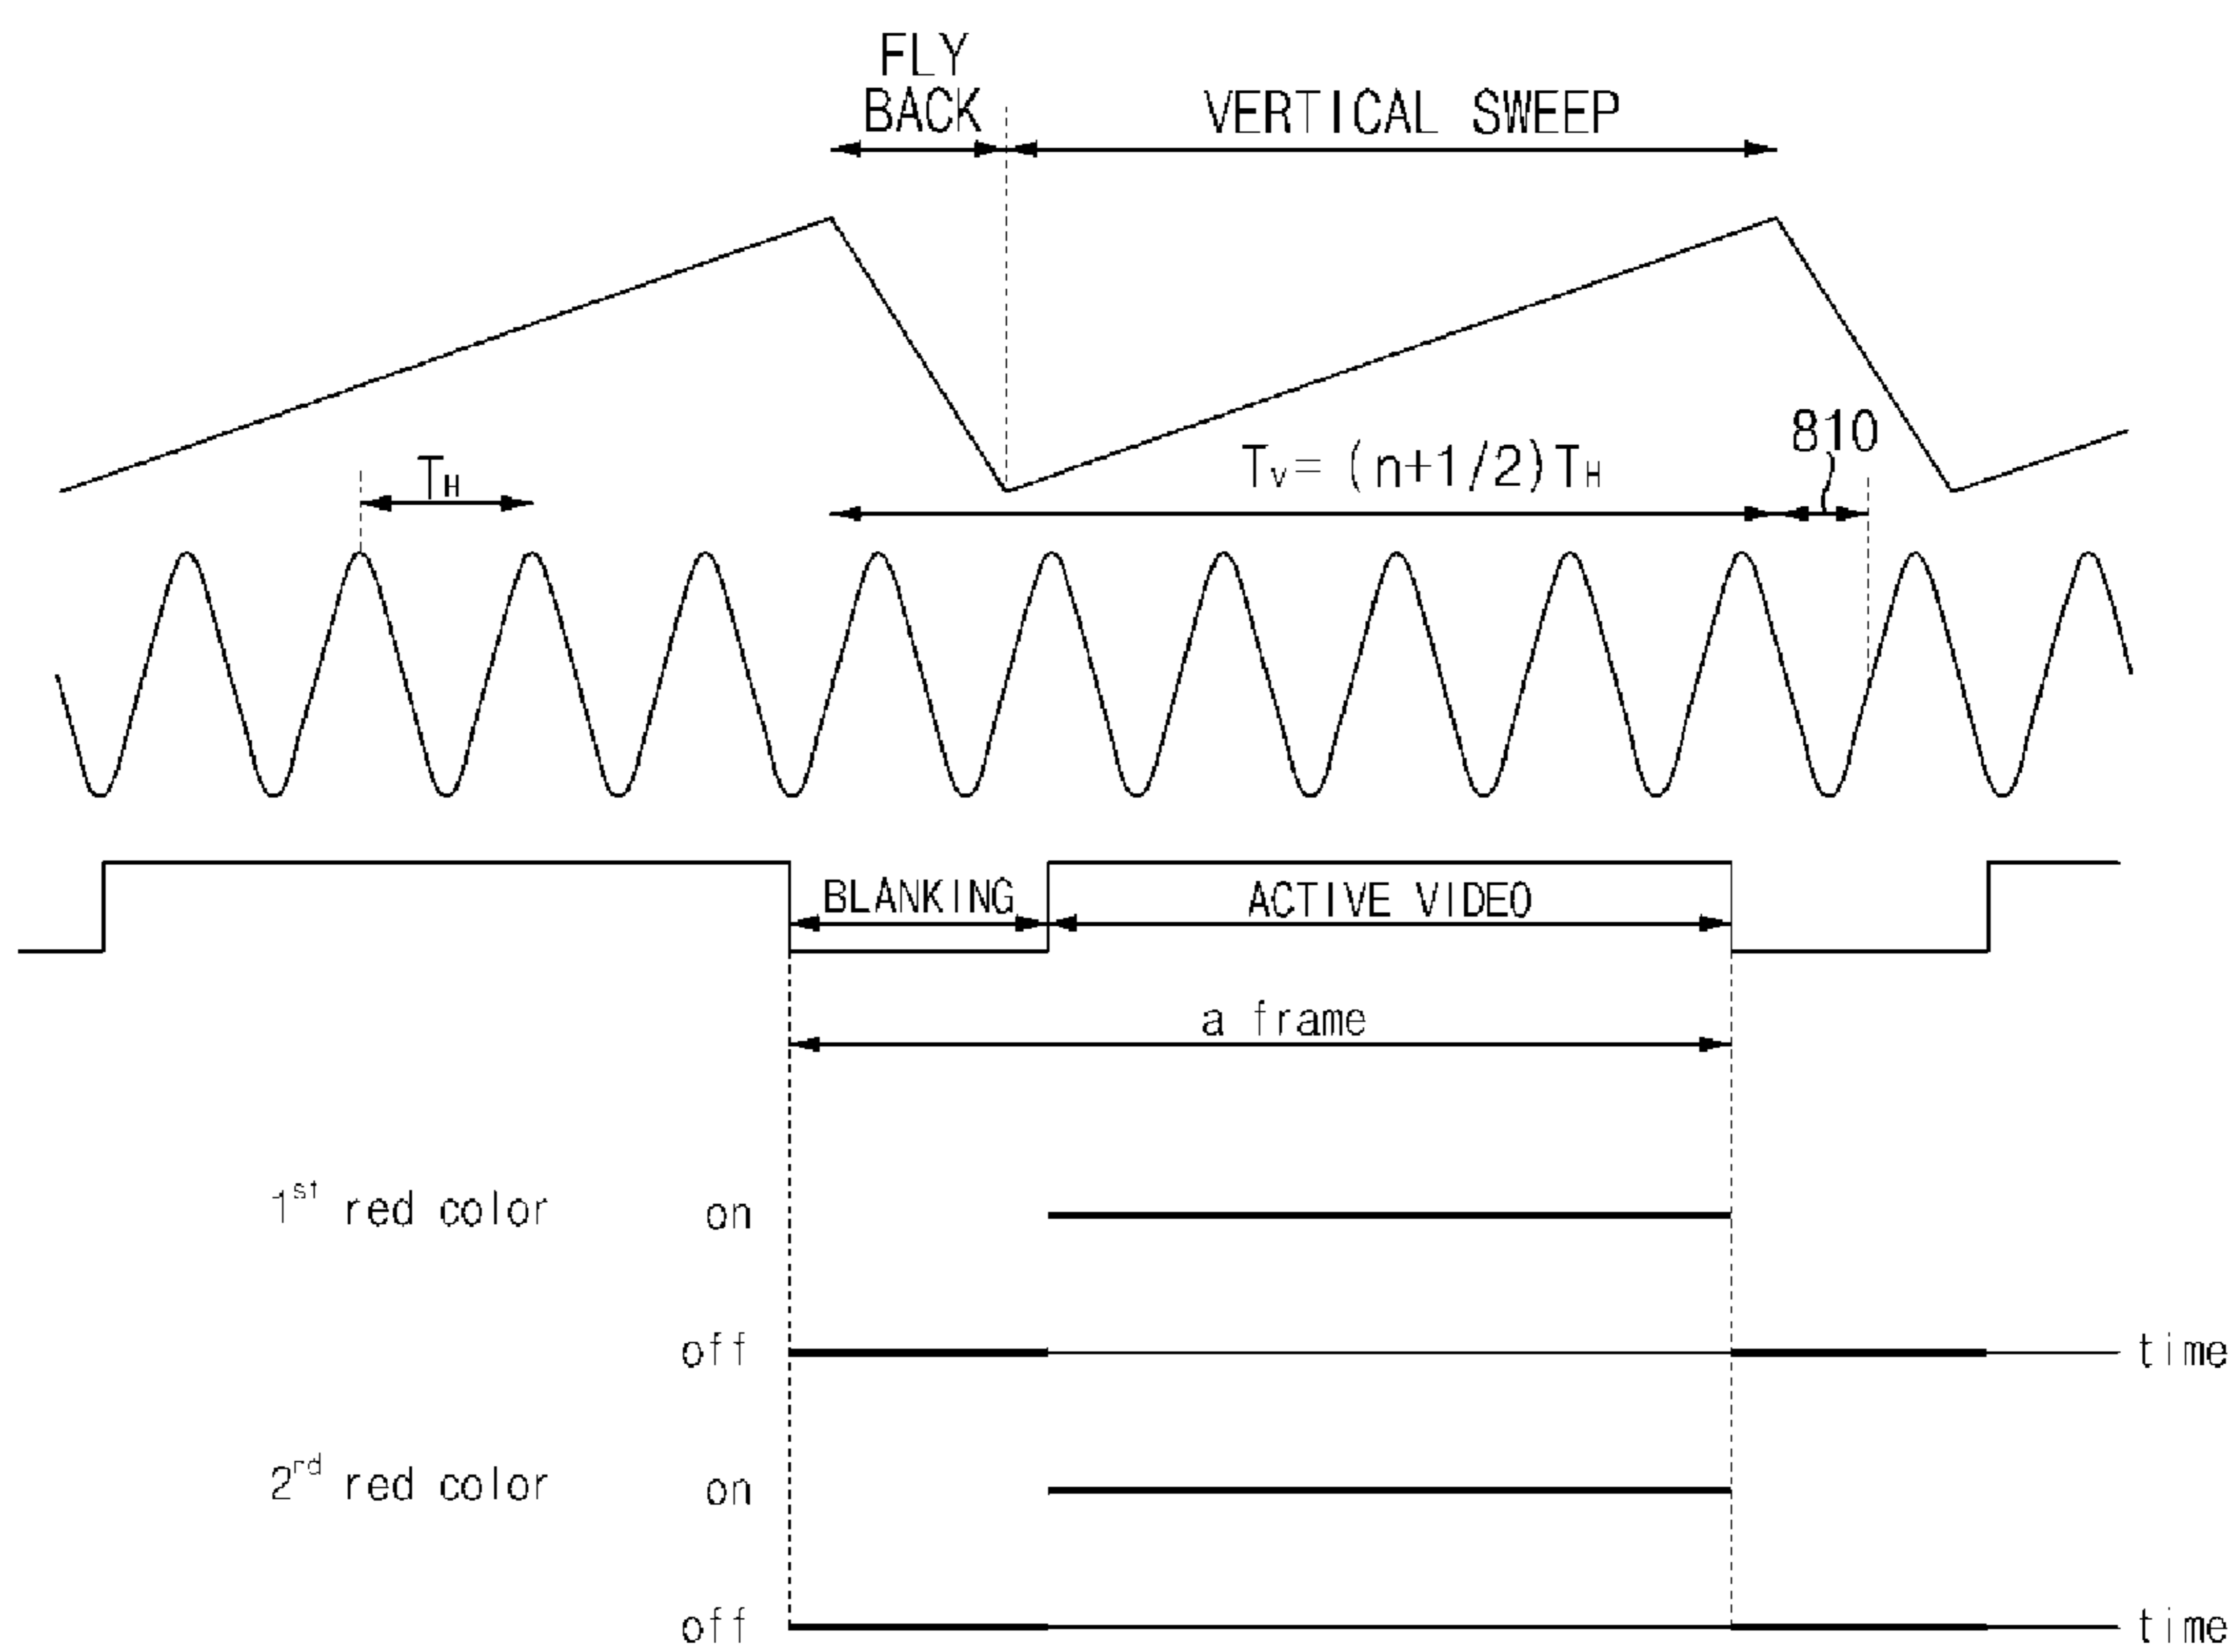 FLY
BACK
VERTICAL SWEEP
TH
Tv= (n+1/2)TH
810
BLANKING
ACTIVE VIDEO
a frame
1st red color
on
off
time
2rd red color
on
off
time